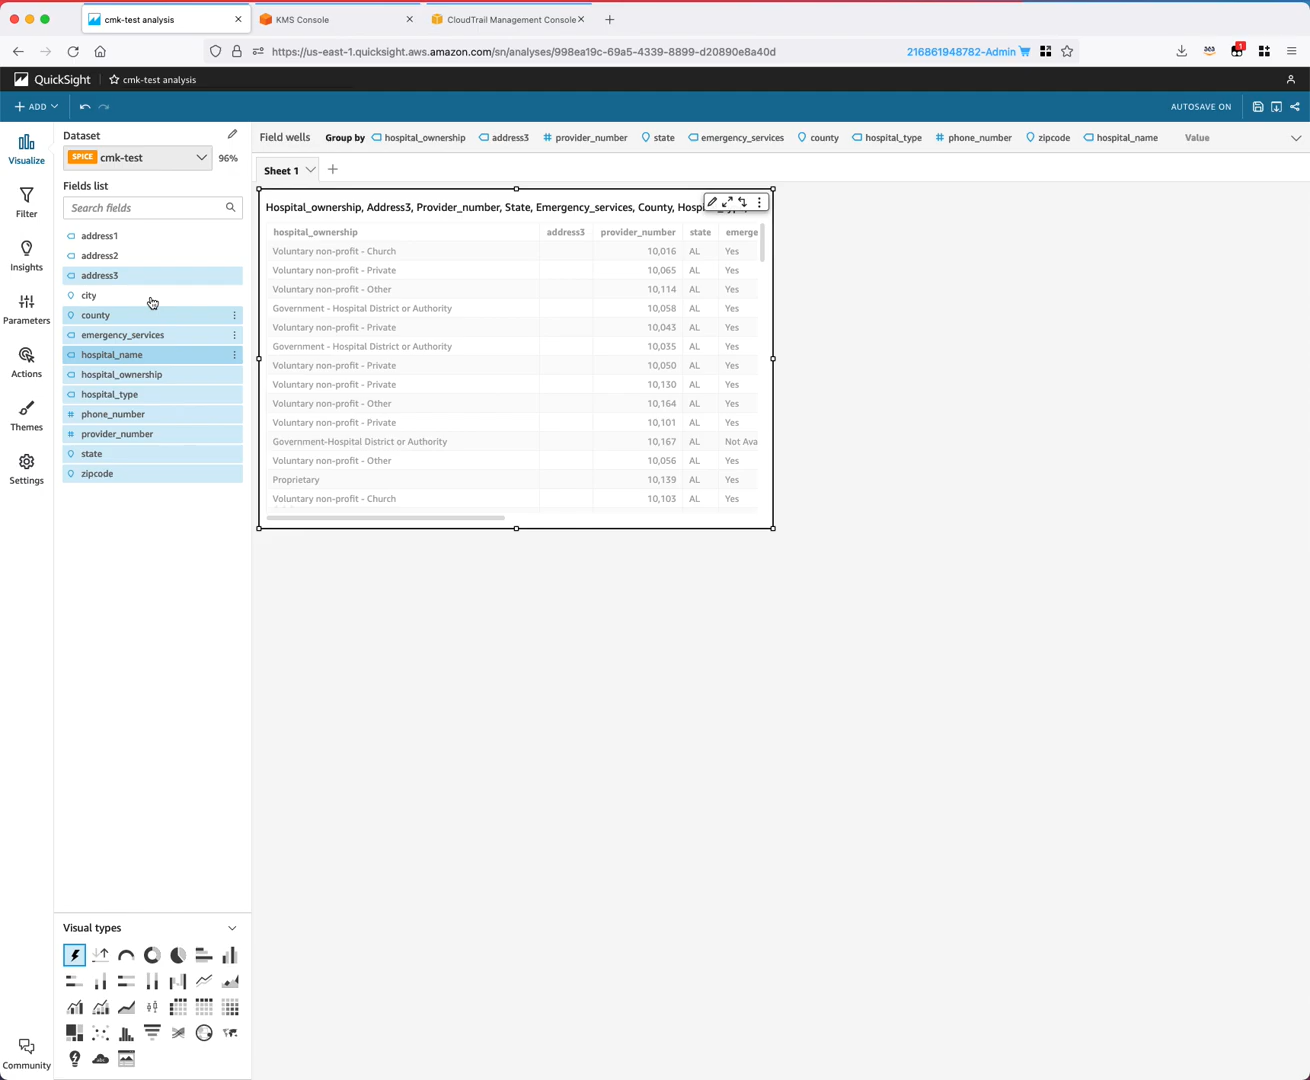 cmk-test analysis
KMS Console
CloudTrail Management Console
https://us-east-1.quicksight.aws.amazon.com/sn/analyses/998ea19c-69a5-4339-8899-d20890e8a40d
216861948782-Admin
1
QuickSight
cmk-test analysis
ADD
AUTOSAVE ON
Visualize
Filter
Insights
Parameters
Actions
Themes
Settings
Community
Dataset
SPICE cmk-test 96%
Fields list
Search fields
address1
address2
address3
city
county
emergency_services
hospital_name
hospital_ownership
hospital_type
# phone_number
# provider_number
state
zipcode
Visual types
Field wells Group by hospital_ownership address3 # provider_number state emergency_services county hospital_type # phone_number zipcode hospital_name Value
Sheet 1
Hospital_ownership, Address3, Provider_number, State, Emergency_services, County,
hospital_ownership address3 provider_number state emerge
Voluntary non-profit - Church 10,016 AL Yes
Voluntary non-profit - Private 10,065 AL Yes
Voluntary non-profit - Other 10,114 AL Yes
Government - Hospital District or Authority 10,058 AL Yes
Voluntary non-profit - Private 10,043 AL Yes
Government - Hospital District or Authority 10,035 AL Yes
Voluntary non-profit - Private 10,050 AL Yes
Voluntary non-profit - Private 10,130 AL Yes
Voluntary non-profit - Other 10,164 AL Yes
Voluntary non-profit - Private 10,101 AL Yes
Government-Hospital District or Authority 10,167 AL Not Ava
Voluntary non-profit - Other 10,056 AL Yes
Proprietary 10,139 AL Yes
Voluntary non-profit - Church 10,103 AL Yes